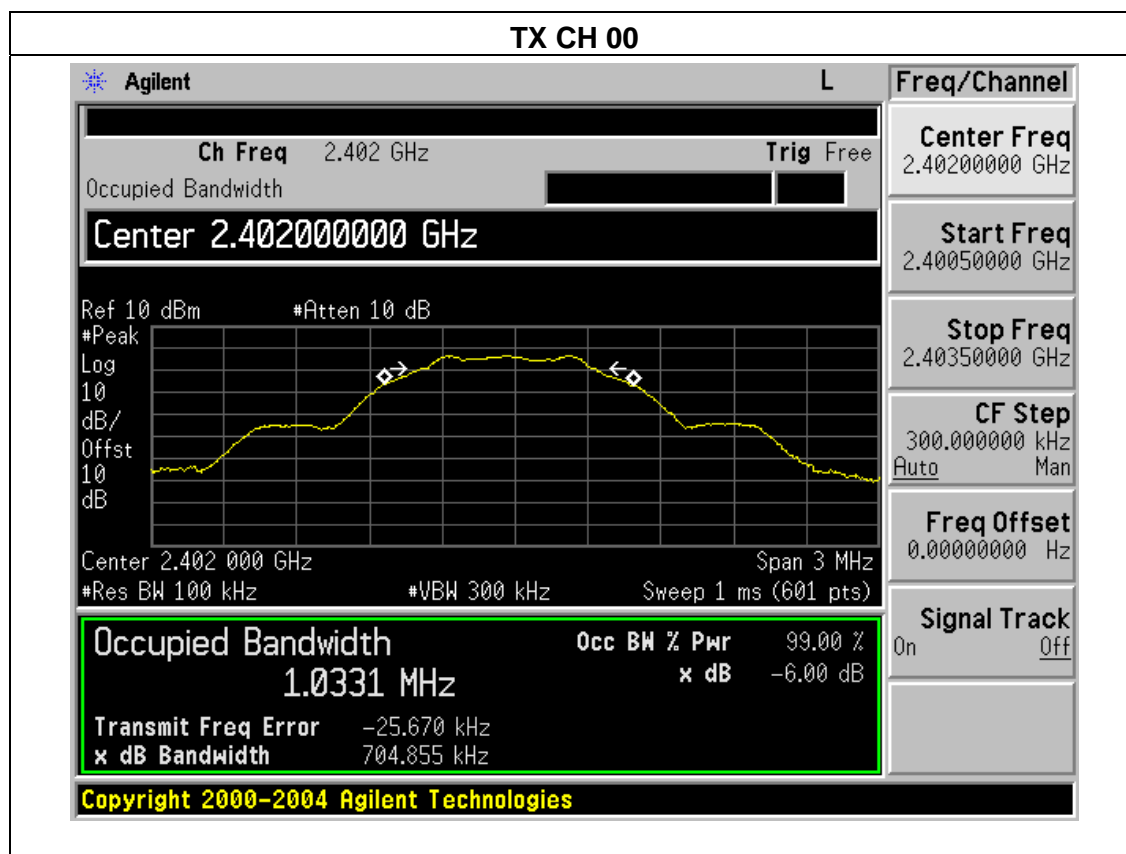 TX CH 00
Agilent L Freq/Channel
Ch Freq 2.402 GHz Trig Free
Occupied Bandwidth
Center 2.402000000 GHz
Ref 10 dBm #Atten 10 dB
#Peak
Log
10
dB/
Offst
10
dB
Center 2.402 000 GHz Span 3 MHz
#Res BW 100 kHz #VBW 300 kHz Sweep 1 ms (601 pts)
Occupied Bandwidth Occ BW % Pwr 99.00 %
1.0331 MHz x dB -6.00 dB
Transmit Freq Error -25.670 kHz
x dB Bandwidth 704.855 kHz
Copyright 2000-2004 Agilent Technologies
Center Freq
2.40200000 GHz
Start Freq
2.40050000 GHz
Stop Freq
2.40350000 GHz
CF Step
300.000000 kHz
Auto Man
Freq Offset
0.00000000 Hz
Signal Track
On Off